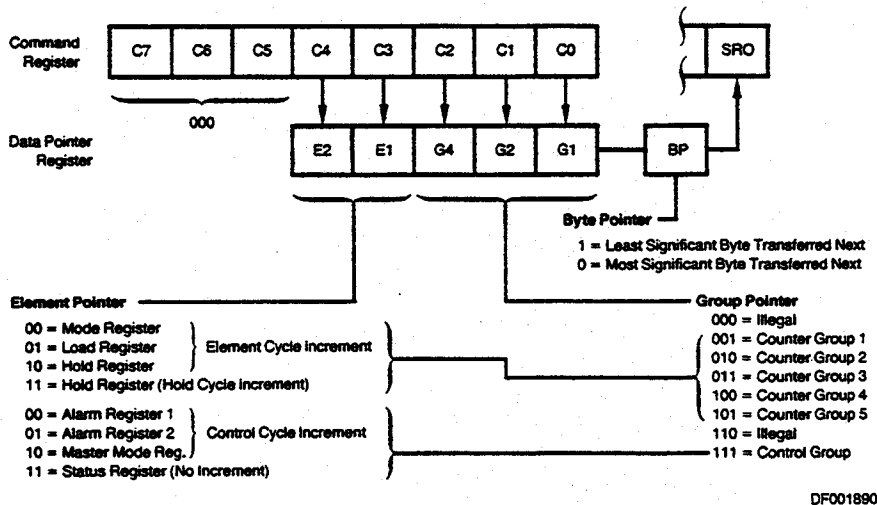 Command
Register
C7 C6 C5 C4 C3 C2 C1 C0
SRO
000
Data Pointer
Register
E2 E1 G4 G2 G1
BP
Byte Pointer
1 = Least Significant Byte Transferred Next
0 = Most Significant Byte Transferred Next
Element Pointer
00 = Mode Register
01 = Load Register
10 = Hold Register
Element Cycle Increment
11 = Hold Register (Hold Cycle Increment)
00 = Alarm Register 1
01 = Alarm Register 2
10 = Master Mode Reg.
Control Cycle Increment
11 = Status Register (No Increment)
Group Pointer
000 = Illegal
001 = Counter Group 1
010 = Counter Group 2
011 = Counter Group 3
100 = Counter Group 4
101 = Counter Group 5
110 = Illegal
111 = Control Group
DF001890